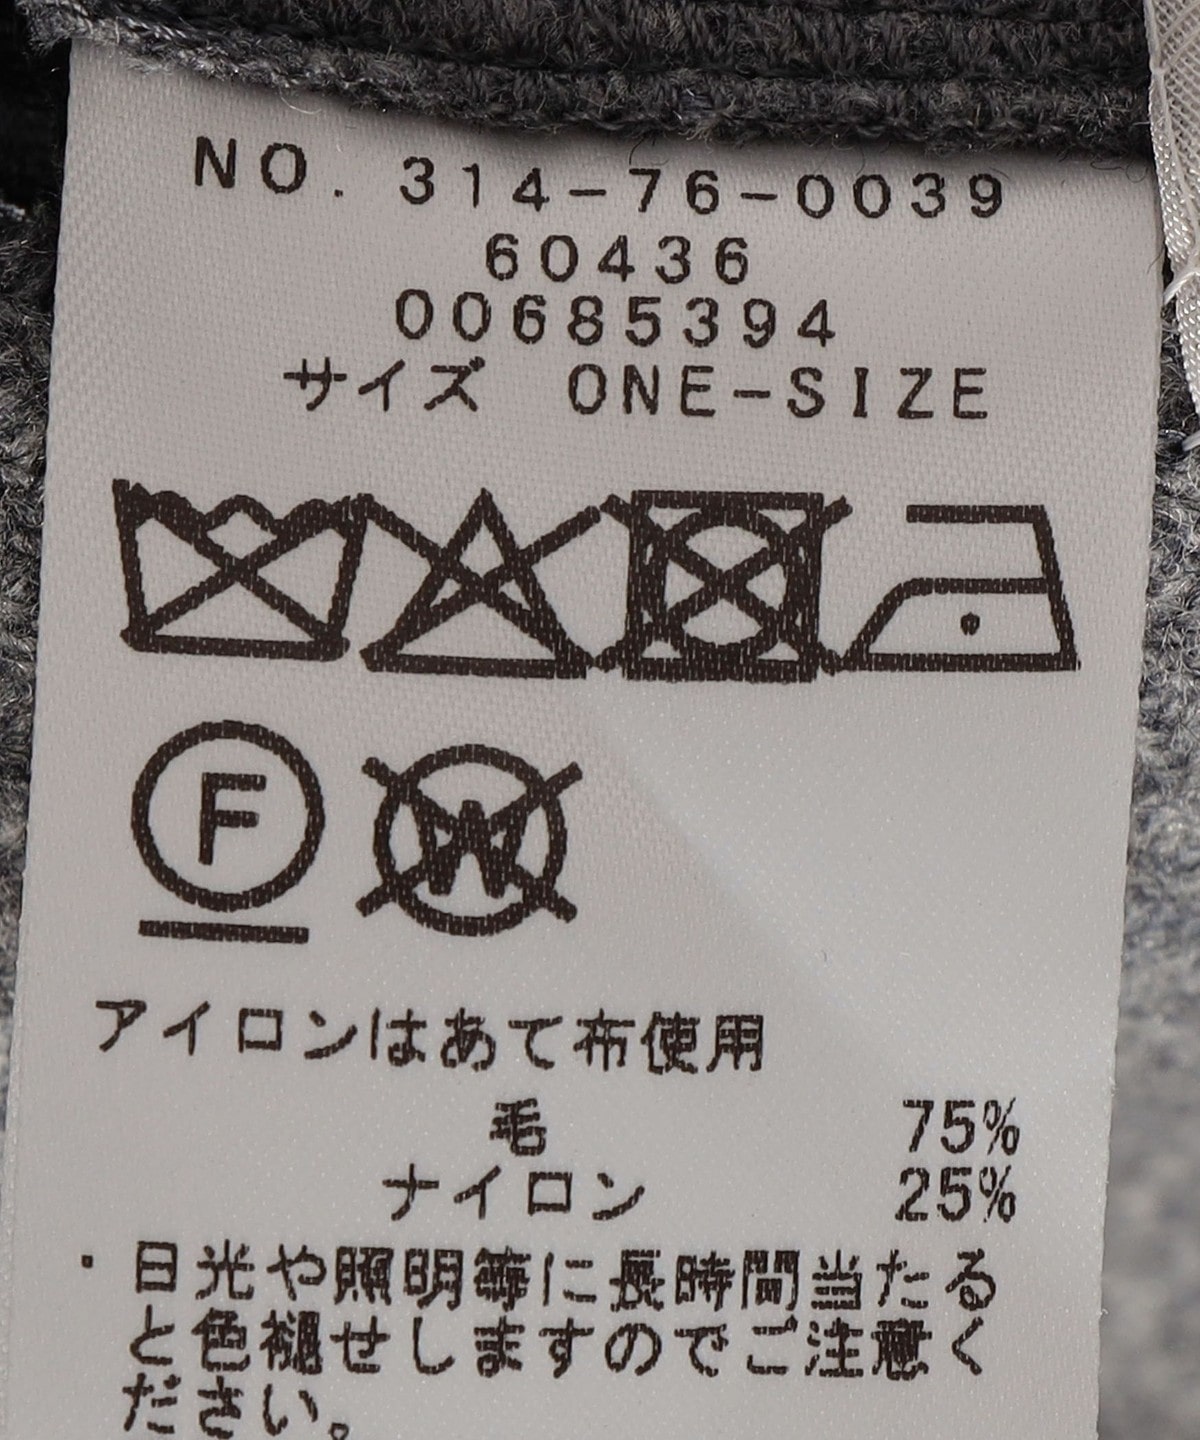 NO. 314-76-0039
60436
00685394
サイズ ONE-SIZE
F W
アイロンはあて布使用
毛 75%
ナイロン 25%
・日光や照明等に長時間当たる
と色褪せしますのでご注意く
ださい。